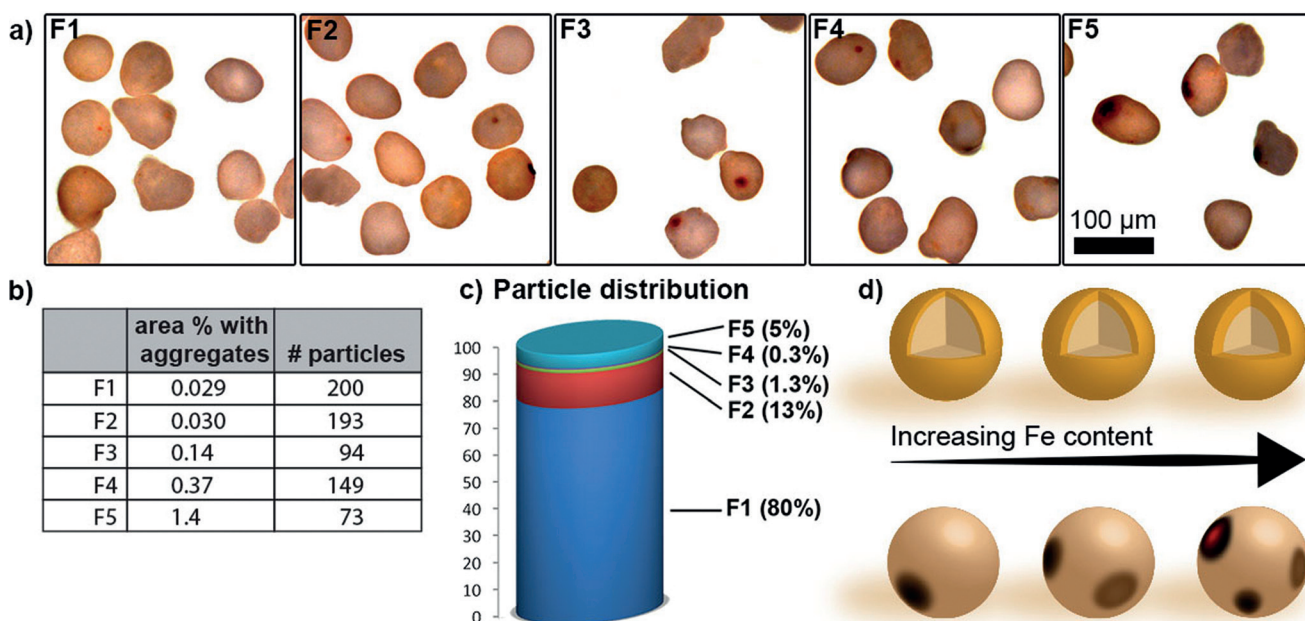 a)
F1
F2
F3
F4
F5
100 µm
b)
area % with
aggregates
# particles
F1 0.029 200
F2 0.030 193
F3 0.14 94
F4 0.37 149
F5 1.4 73
c) Particle distribution
100
90
80
70
60
50
40
30
20
10
0
F5 (5%)
F4 (0.3%)
F3 (1.3%)
F2 (13%)
F1 (80%)
d)
Increasing Fe content